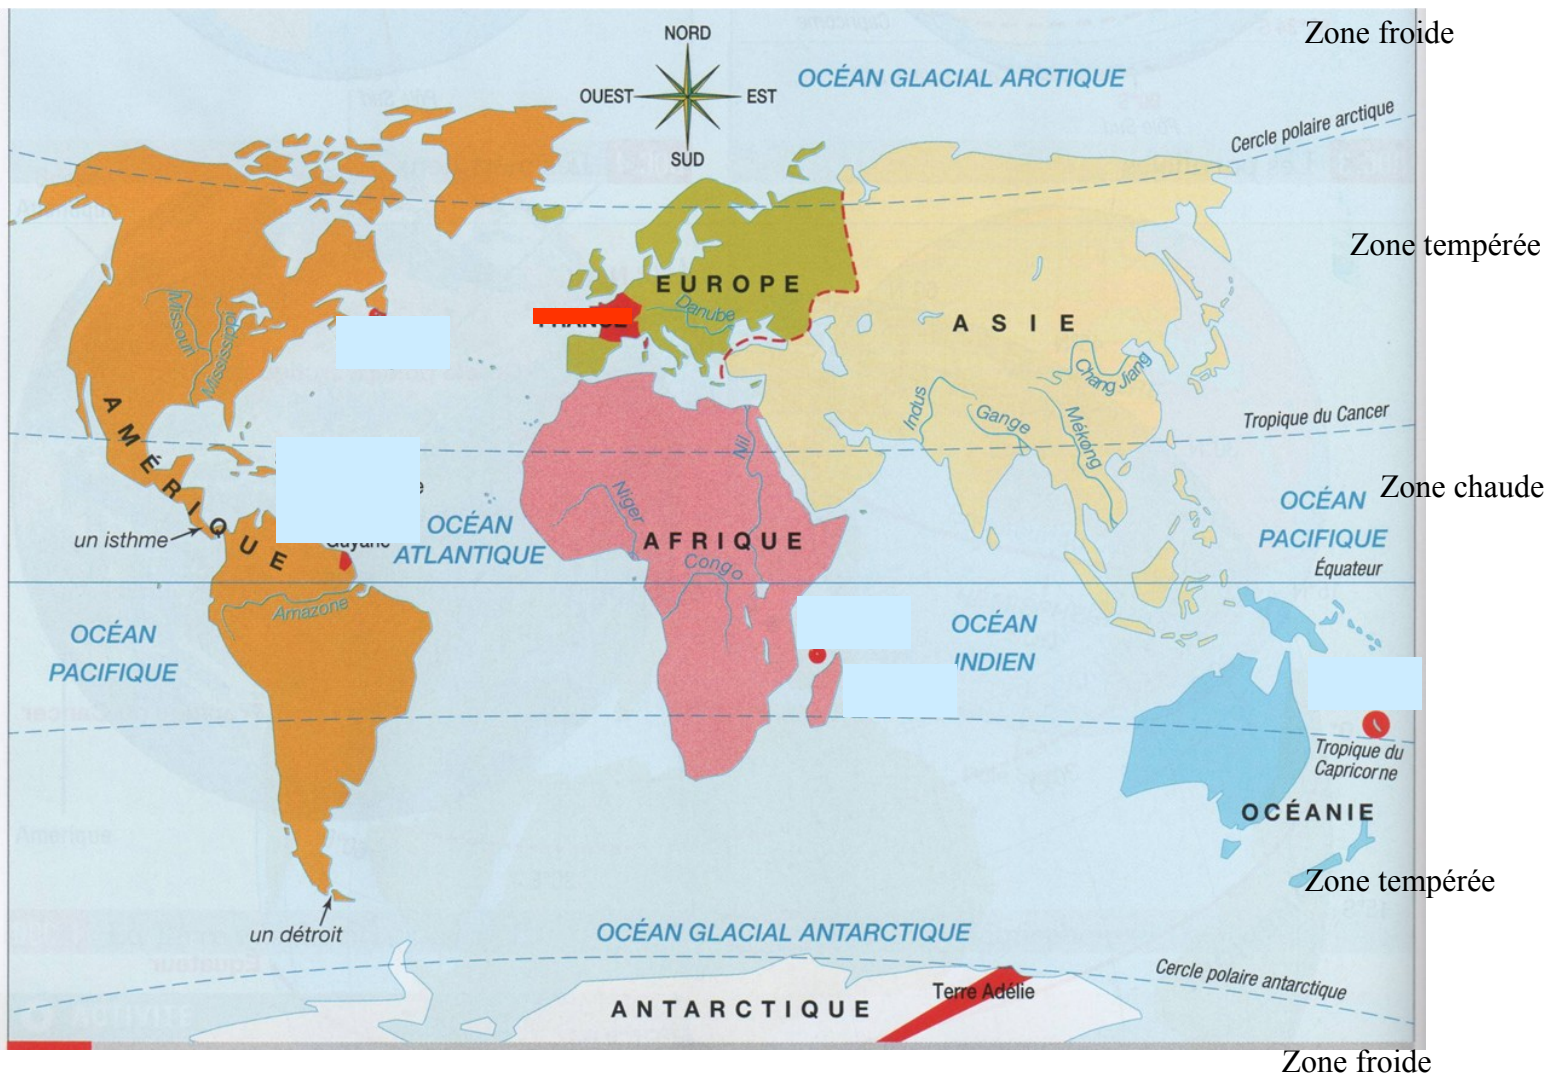 Zone froide
NORD
OUEST
EST
SUD
OCÉAN GLACIAL ARCTIQUE
Cercle polaire arctique
Zone tempérée
EUROPE
Danube
ASIE
Missouri
Mississipi
Chang Jiang
Indus
Gange
Mékong
Tropique du Cancer
Nil
Niger
AMÉRIQUE
Zone chaude
OCÉAN
PACIFIQUE
un isthme
OCÉAN
ATLANTIQUE
Guyane
AFRIQUE
Congo
Équateur
Amazone
OCÉAN
PACIFIQUE
OCÉAN
INDIEN
Tropique du
Capricorne
OCÉANIE
Zone tempérée
un détroit
OCÉAN GLACIAL ANTARCTIQUE
Cercle polaire antarctique
Terre Adélie
ANTARCTIQUE
Zone froide